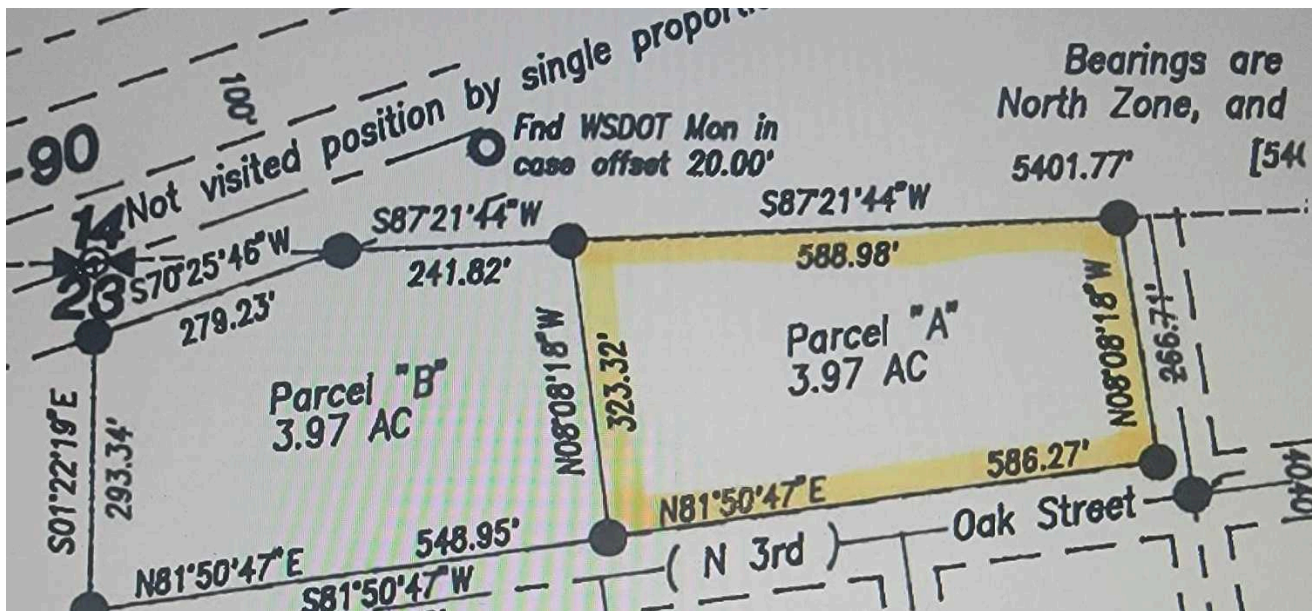 Bearings are
North Zone, and
100'
Not visited position by single
Fnd WSDOT Mon in
case offset 20.00'
5401.77'
-90
14
23
S70°25'46"W
279.23'
S87°21'44"W
241.82'
S87°21'44"W
588.98'
S01°22'19"E
293.34'
Parcel "B"
3.97 AC
N08°08'18"W
323.32'
Parcel "A"
3.97 AC
N08°08'18"W
266.71'
N81°50'47"E
548.95'
S81°50'47"W
N81°50'47"E
586.27'
( N 3rd )
Oak Street